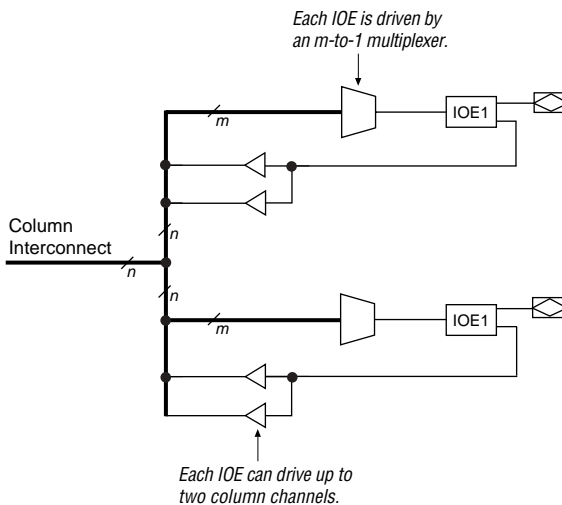 Each IOE is driven by
an m-to-1 multiplexer.
m
IOE1
Column
Interconnect
n
n
n
m
IOE1
Each IOE can drive up to
two column channels.